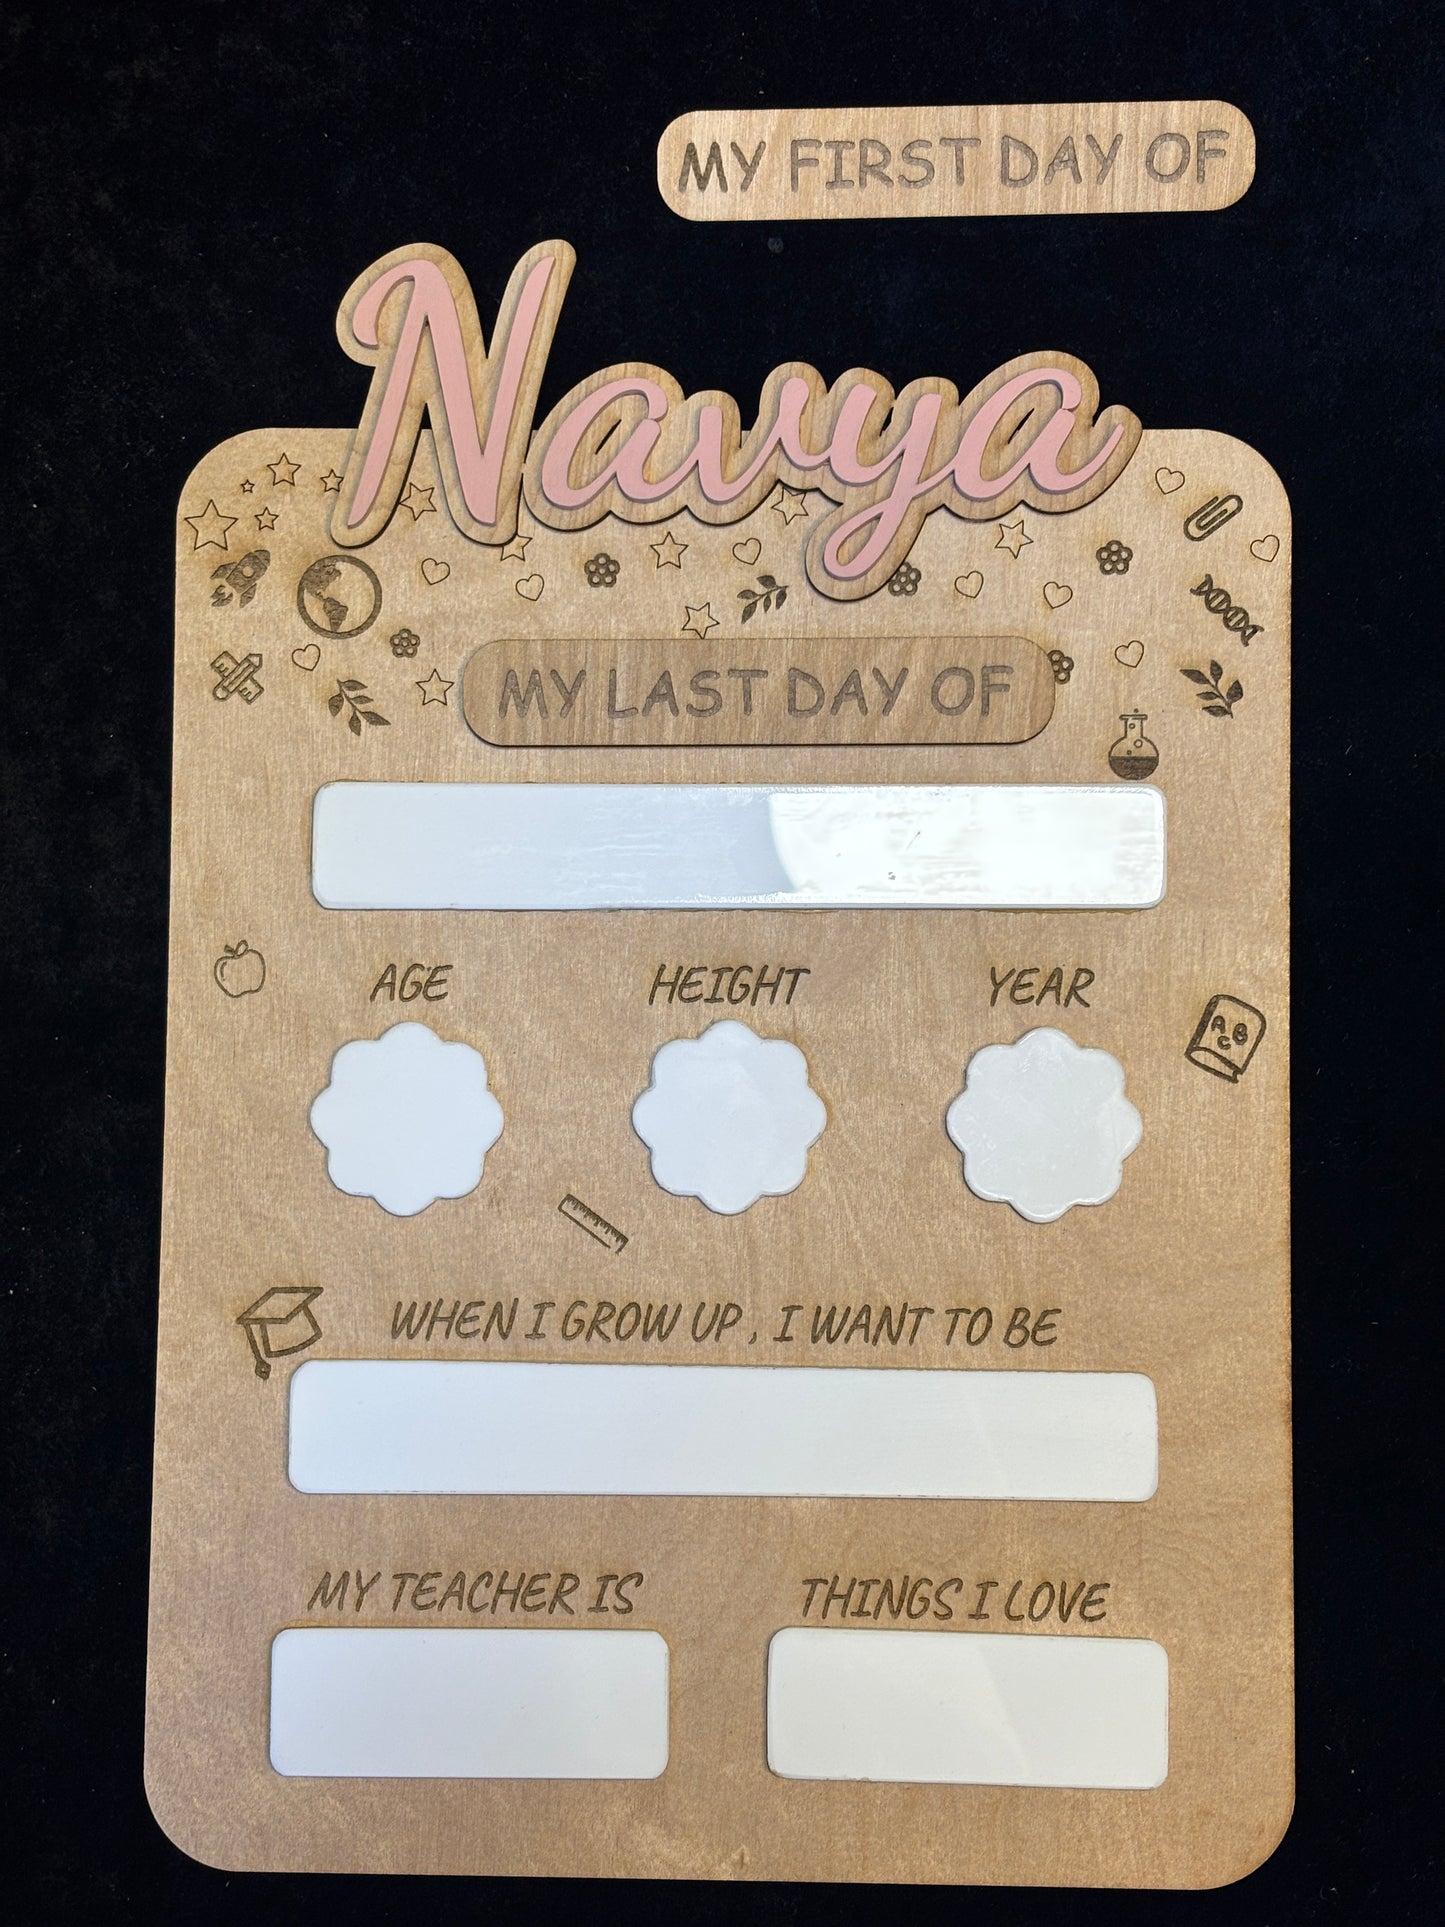 MY FIRST DAY OF
Navya
MY LAST DAY OF
AGE HEIGHT YEAR
A B
C
WHEN I GROW UP, I WANT TO BE
MY TEACHER IS THINGS I LOVE